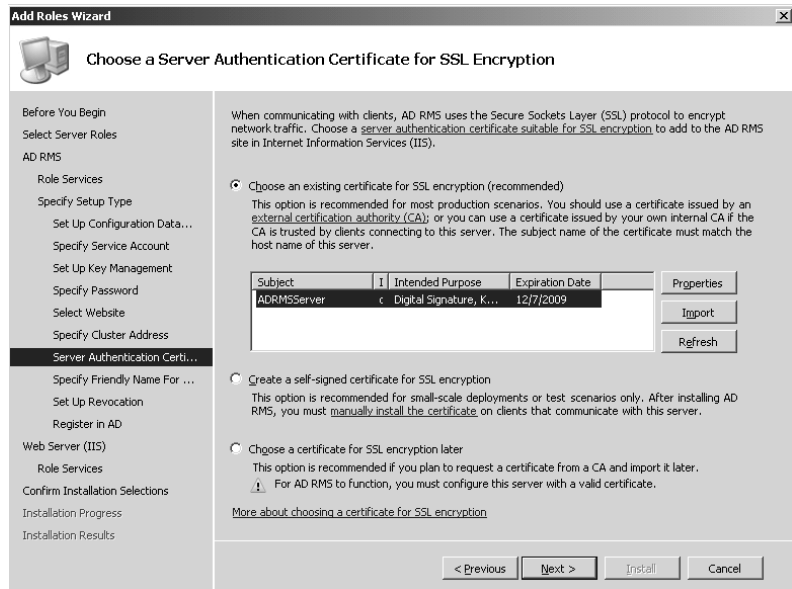 Add Roles Wizard
Choose a Server Authentication Certificate for SSL Encryption
Before You Begin
Select Server Roles
AD RMS
Role Services
Specify Setup Type
Set Up Configuration Data...
Specify Service Account
Set Up Key Management
Specify Password
Select Website
Specify Cluster Address
Server Authentication Certi...
Specify Friendly Name For ...
Set Up Revocation
Register in AD
Web Server (IIS)
Role Services
Confirm Installation Selections
Installation Progress
Installation Results
When communicating with clients, AD RMS uses the Secure Sockets Layer (SSL) protocol to encrypt
network traffic. Choose a server authentication certificate suitable for SSL encryption to add to the AD RMS
site in Internet Information Services (IIS).
Choose an existing certificate for SSL encryption (recommended)
This option is recommended for most production scenarios. You should use a certificate issued by an
external certification authority (CA); or you can use a certificate issued by your own internal CA if the
CA is trusted by clients connecting to this server. The subject name of the certificate must match the
host name of this server.
Subject I Intended Purpose Expiration Date
ADRMSServer c Digital Signature, K... 12/7/2009
Properties
Import
Refresh
Create a self-signed certificate for SSL encryption
This option is recommended for small-scale deployments or test scenarios only. After installing AD
RMS, you must manually install the certificate on clients that communicate with this server.
Choose a certificate for SSL encryption later
This option is recommended if you plan to request a certificate from a CA and import it later.
For AD RMS to function, you must configure this server with a valid certificate.
More about choosing a certificate for SSL encryption
< Previous Next > Install Cancel